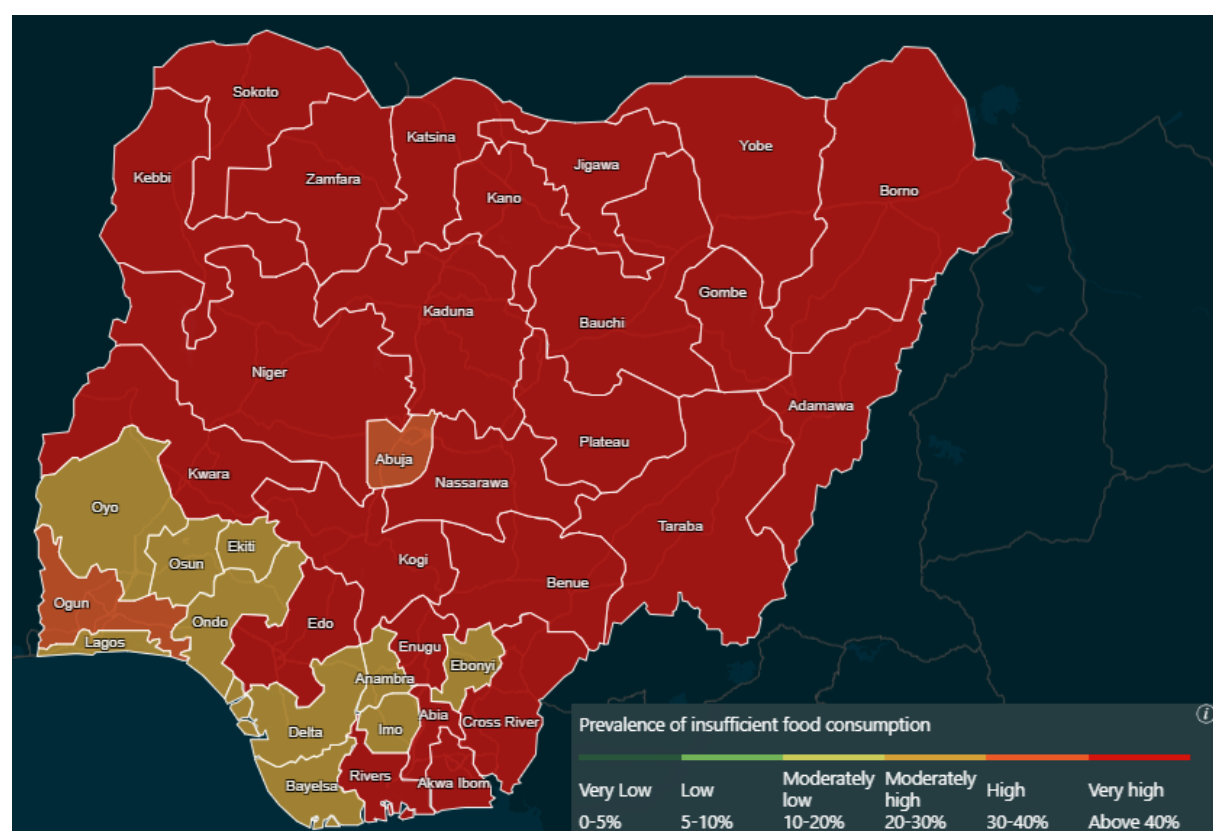 Sokoto
Katsina
Yobe
Jigawa
Kebbi
Zamfara
Kano
Borno
Gombe
Kaduna
Bauchi
Niger
Adamawa
Plateau
Abuja
Kwara
Nassarawa
Oyo
Taraba
Ekiti
Osun
Kogi
Benue
Ogun
Ondo
Edo
Lagos
Enugu
Ebonyi
Anambra
Abia
Cross River
Delta
Imo
Rivers
Bayelsa
Akwa Ibom
Prevalence of insufficient food consumption
i
Very Low
0-5%
Low
5-10%
Moderately
low
10-20%
Moderately
high
20-30%
High
30-40%
Very high
Above 40%